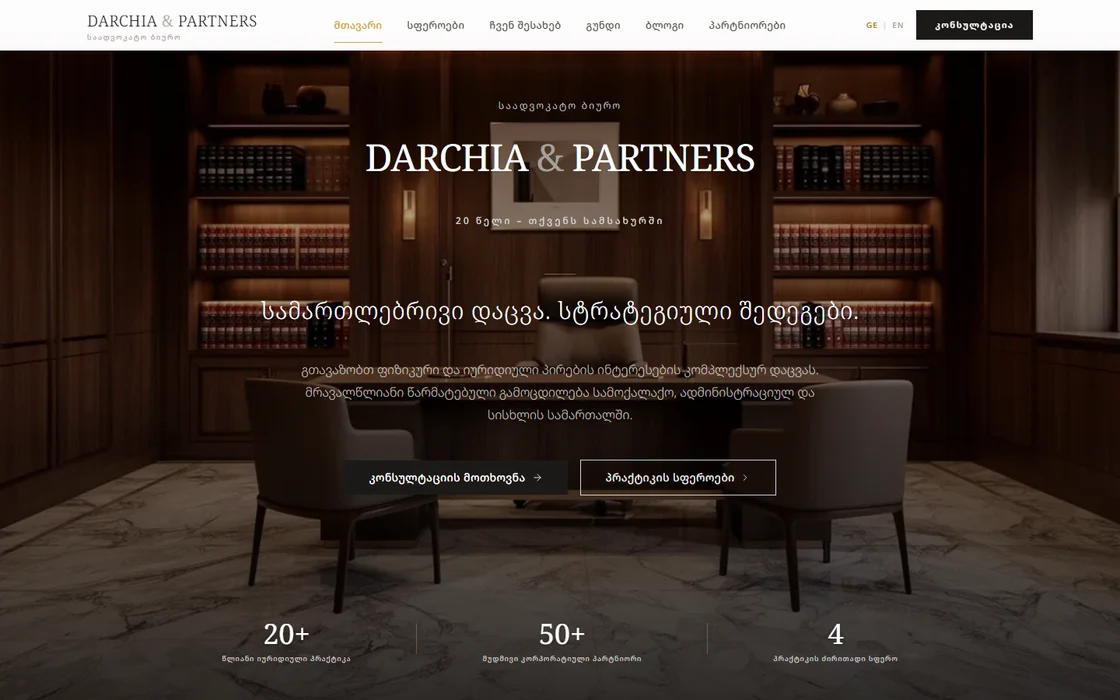 DARCHIA & PARTNERS
საადვოკატო ბიურო
მთავარი
სფეროები
ჩვენ შესახებ
გუნდი
ბლოგი
პარტნიორები
GE | EN
კონსულტაცია
საადვოკატო ბიურო
DARCHIA & PARTNERS
20 წელი – თქვენს სამსახურში
სამართლებრივი დაცვა. სტრატეგიული შედეგები.
გთავაზობთ ფიზიკური და იურიდიული პირების ინტერესების კომპლექსურ დაცვას.
მრავალწლიანი წარმატებული გამოცდილება სამოქალაქო, ადმინისტრაციულ და
სისხლის სამართალში.
კონსულტაციის მოთხოვნა →
პრაქტიკის სფეროები >
20+
წლიანი იურიდიული პრაქტიკა
50+
მუდმივი კორპორატიული პარტნიორი
4
პრაქტიკის ძირითადი სფერო